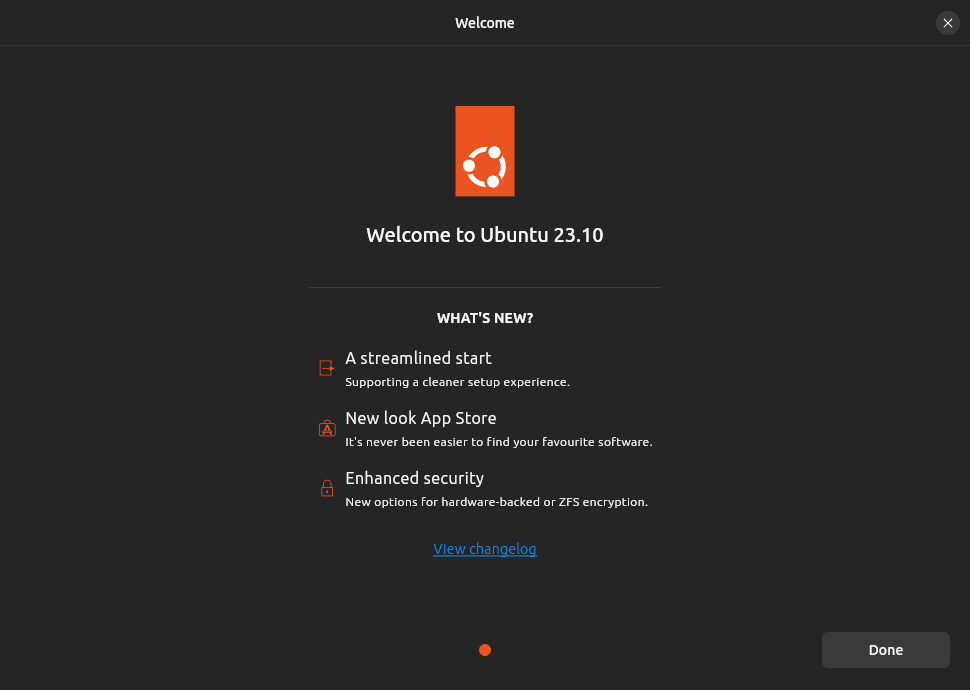 Welcome
Welcome to Ubuntu 23.10
WHAT'S NEW?
A streamlined start
Supporting a cleaner setup experience.
New look App Store
It's never been easier to find your favourite software.
Enhanced security
New options for hardware-backed or ZFS encryption.
View changelog
Done